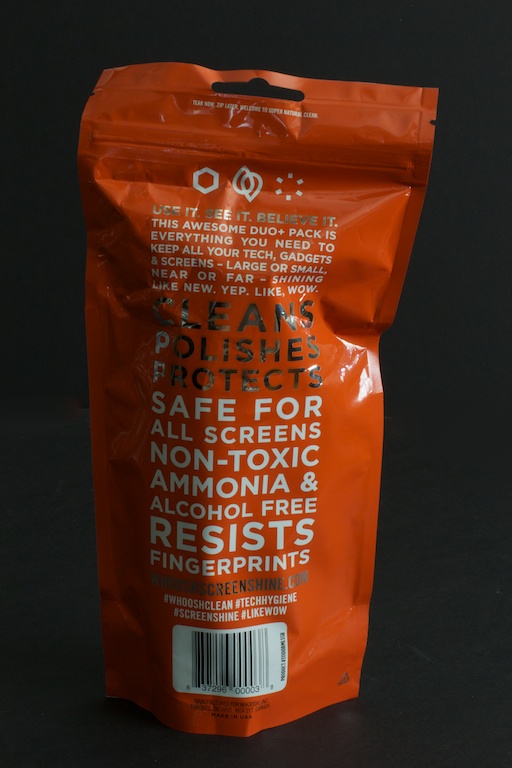 TEAR NOW. ZIP LATER. WELCOME TO SUPER NATURAL CLEAN.
USE IT. SEE IT. BELIEVE IT.
THIS AWESOME DUO+ PACK IS
EVERYTHING YOU NEED TO
KEEP ALL YOUR TECH, GADGETS
& SCREENS – LARGE OR SMALL,
NEAR OR FAR – SHINING
LIKE NEW. YEP. LIKE, WOW.
CLEANS
POLISHES
PROTECTS
SAFE FOR
ALL SCREENS
NON-TOXIC
AMMONIA &
ALCOHOL FREE
RESISTS
FINGERPRINTS
#WHOOSHCLEAN #TECHHYGIENE
#SCREENSHINE #LIKEWOW
8 37296 00003
MADE IN USA